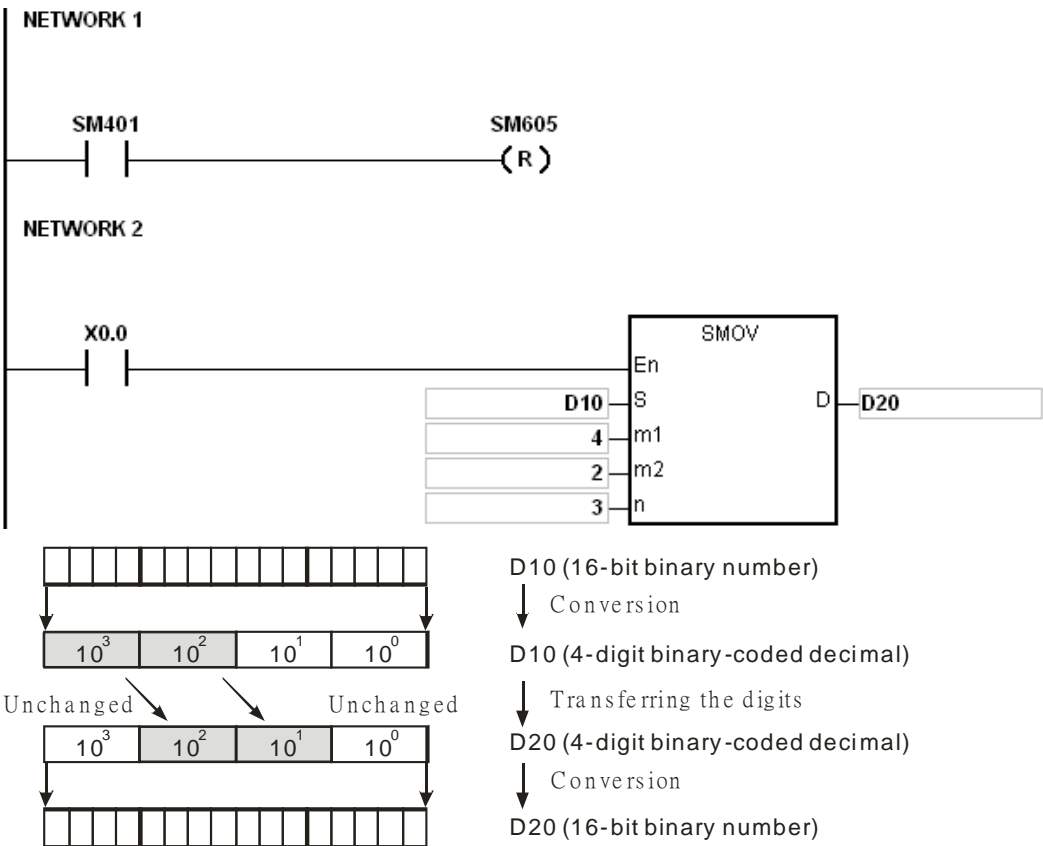 NETWORK 1
SM401 SM605
( R )
NETWORK 2
X0.0 SMOV
En
D10 S D D20
4 m1
2 m2
3 n
D10 (16-bit binary number)
Conversion
10³ 10² 10¹ 10⁰ D10 (4-digit binary-coded decimal)
Unchanged Unchanged Transferring the digits
10³ 10² 10¹ 10⁰ D20 (4-digit binary-coded decimal)
Conversion
D20 (16-bit binary number)